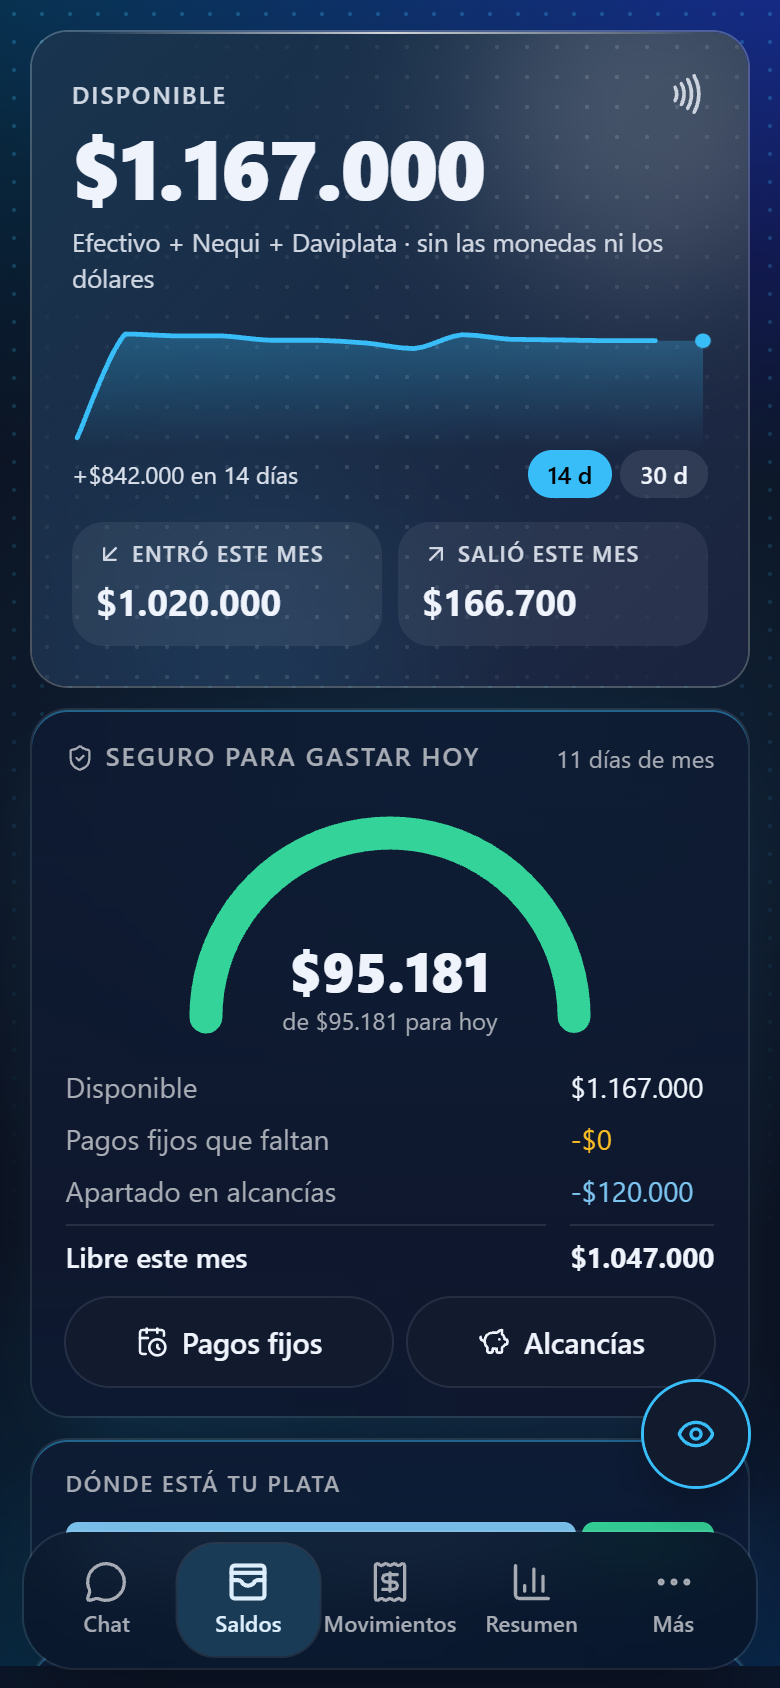 DISPONIBLE
$1.167.000
Efectivo + Nequi + Daviplata · sin las monedas ni los
dólares
+$842.000 en 14 días
14 d
30 d
ENTRÓ ESTE MES
$1.020.000
SALIÓ ESTE MES
$166.700
SEGURO PARA GASTAR HOY
11 días de mes
$95.181
de $95.181 para hoy
Disponible $1.167.000
Pagos fijos que faltan -$0
Apartado en alcancías -$120.000
Libre este mes $1.047.000
Pagos fijos
Alcancías
DÓNDE ESTÁ TU PLATA
Chat
Saldos
Movimientos
Resumen
Más